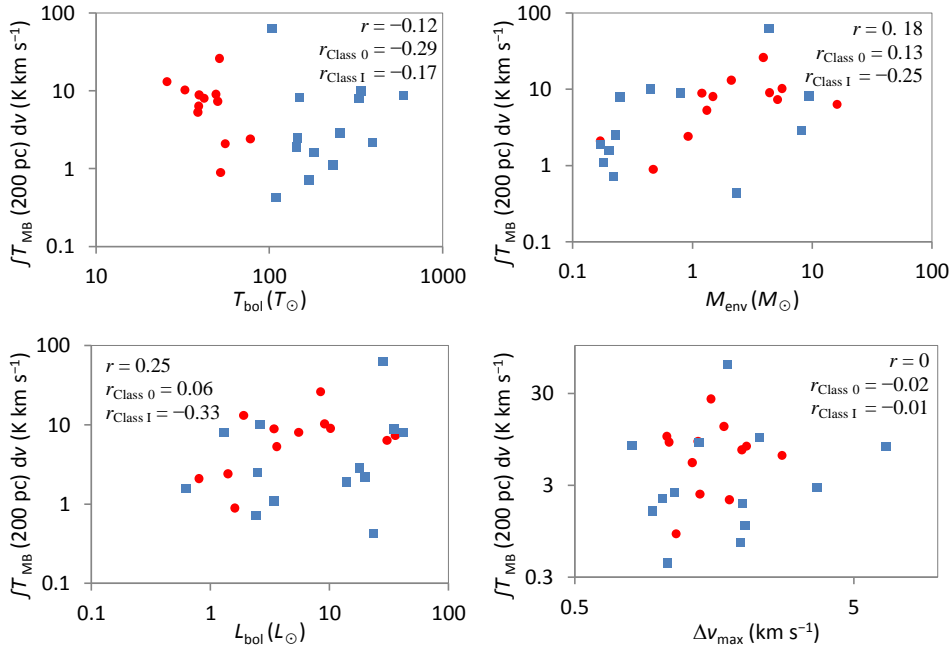 ∫T_MB (200 pc) dv (K km s⁻¹)
100
10
1
0.1
10
100
1000
T_bol (T_⊙)
r = −0.12
r_Class 0 = −0.29
r_Class I = −0.17
∫T_MB (200 pc) dv (K km s⁻¹)
100
10
1
0.1
0.1
1
10
100
M_env (M_⊙)
r = 0. 18
r_Class 0 = 0.13
r_Class I = −0.25
∫T_MB (200 pc) dv (K km s⁻¹)
100
10
1
0.1
0.1
1
10
100
L_bol (L_⊙)
r = 0.25
r_Class 0 = 0.06
r_Class I = −0.33
∫T_MB (200 pc) dv (K km s⁻¹)
30
3
0.3
0.5
5
Δv_max (km s⁻¹)
r = 0
r_Class 0 = −0.02
r_Class I = −0.01